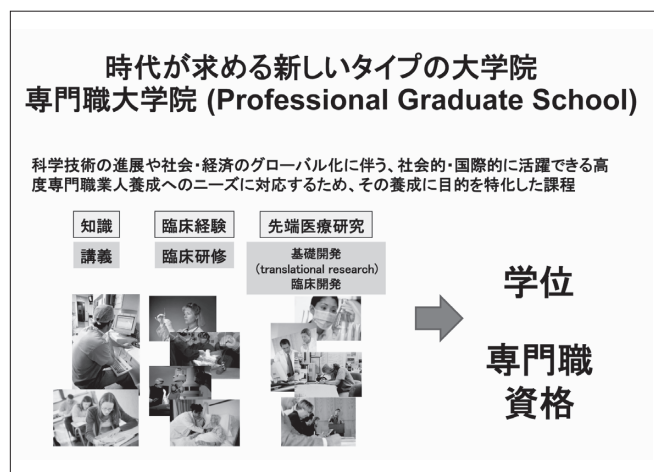 時代が求める新しいタイプの大学院
専門職大学院 (Professional Graduate School)
科学技術の進展や社会・経済のグローバル化に伴う、社会的・国際的に活躍できる高
度専門職業人養成へのニーズに対応するため、その養成に目的を特化した課程
知識
講義
臨床経験
臨床研修
先端医療研究
基礎開発
(translational research)
臨床開発
学位
専門職
資格